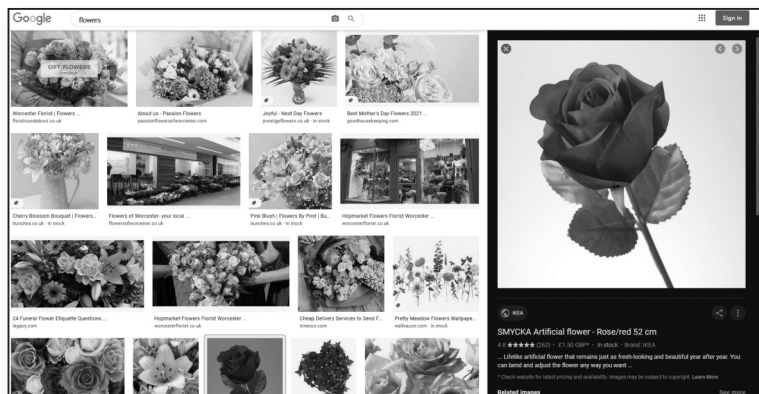 Google
flowers
Sign in
GIFT FLOWERS
Worcester Florist | Flowers ...
floralroundabout.co.uk
About us - Passion Flowers
passionflowersofworcester.com
Joyful - Next Day Flowers
prestigeflowers.co.uk · In stock
Best Mother's Day Flowers 2021 ...
goodhousekeeping.com
Cherry Blossom Bouquet | Flowers...
bunches.co.uk · In stock
Flowers of Worcester- your local ...
flowersofworcester.co.uk
Pink Blush | Flowers By Post | Bu...
bunches.co.uk · In stock
Hopmarket Flowers Florist Worcester ...
worcesterflorist.co.uk
24 Funeral Flower Etiquette Questions ...
legacy.com
Hopmarket Flowers Florist Worcester ...
worcesterflorist.co.uk
Cheap Delivery Services to Send F...
timeout.com
Pretty Meadow Flowers Wallpape...
wallsauce.com · In stock
IKEA
SMYCKA Artificial flower - Rose/red 52 cm
4.8 ★★★★★ (262) · £1.50 GBP* · In stock · Brand: IKEA
... Lifelike artificial flower that remains just as fresh-looking and beautiful year after year. You
can bend and adjust the flower any way you want ...
* Check website for latest pricing and availability. Images may be subject to copyright. Learn More
Related images
See more